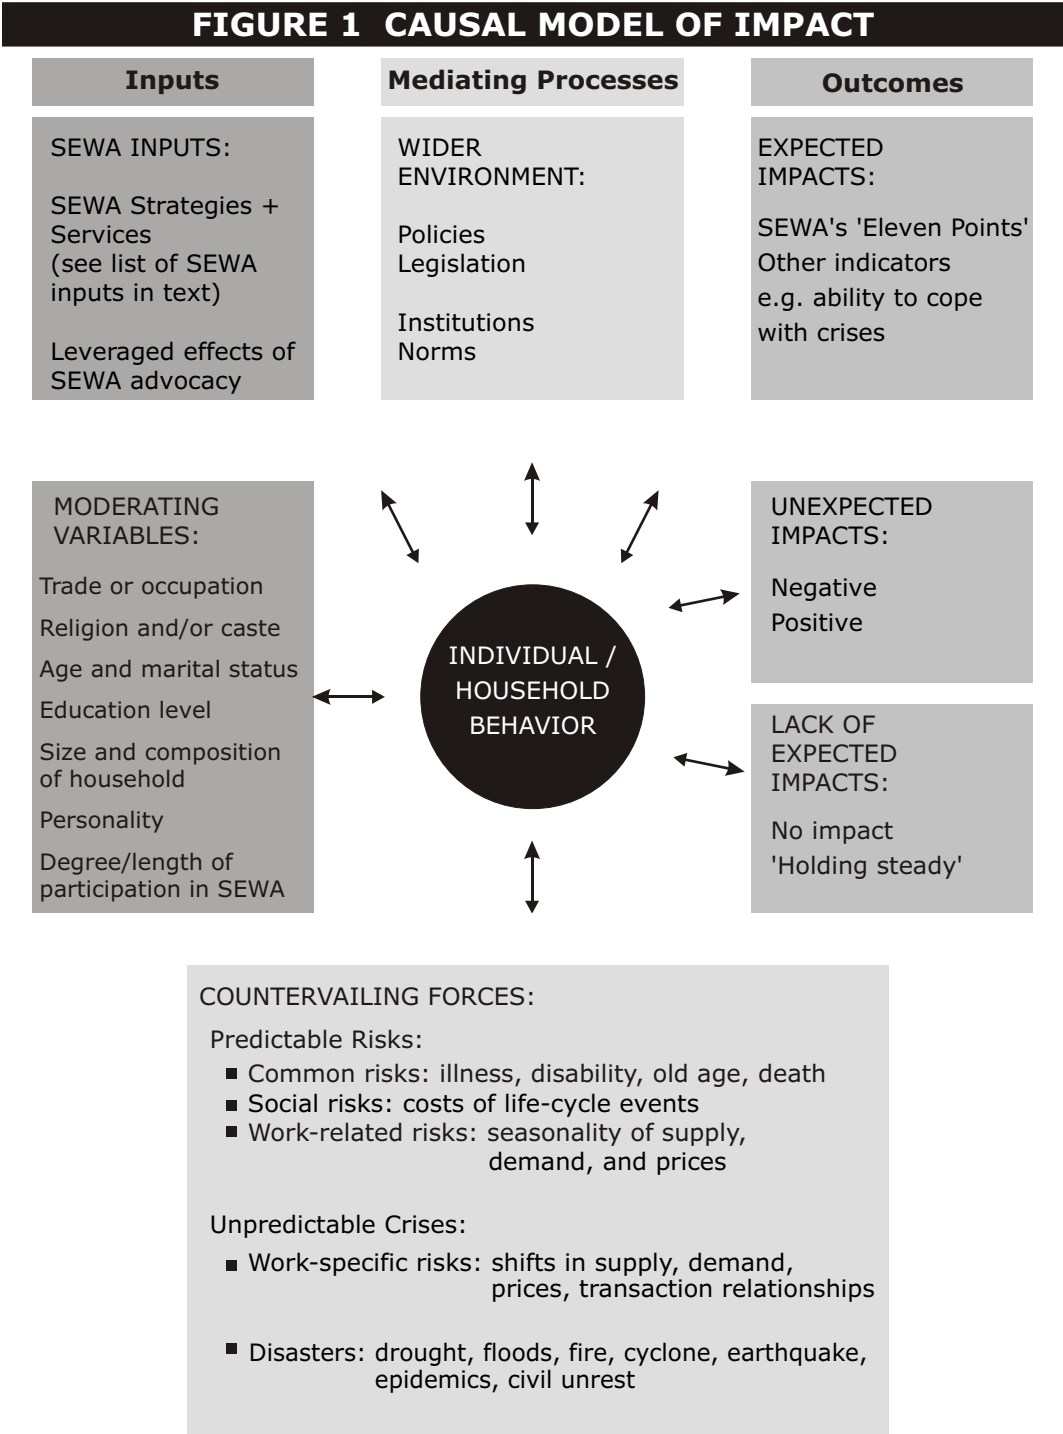 FIGURE 1 CAUSAL MODEL OF IMPACT
Inputs
Mediating Processes
Outcomes
SEWA INPUTS:
SEWA Strategies +
Services
(see list of SEWA
inputs in text)
Leveraged effects of
SEWA advocacy
WIDER
ENVIRONMENT:
Policies
Legislation
Institutions
Norms
EXPECTED
IMPACTS:
SEWA's 'Eleven Points'
Other indicators
e.g. ability to cope
with crises
MODERATING
VARIABLES:
Trade or occupation
Religion and/or caste
Age and marital status
Education level
Size and composition
of household
Personality
Degree/length of
participation in SEWA
INDIVIDUAL /
HOUSEHOLD
BEHAVIOR
UNEXPECTED
IMPACTS:
Negative
Positive
LACK OF
EXPECTED
IMPACTS:
No impact
'Holding steady'
COUNTERVAILING FORCES:
Predictable Risks:
■ Common risks: illness, disability, old age, death
■ Social risks: costs of life-cycle events
■ Work-related risks: seasonality of supply,
demand, and prices
Unpredictable Crises:
■ Work-specific risks: shifts in supply, demand,
prices, transaction relationships
■ Disasters: drought, floods, fire, cyclone, earthquake,
epidemics, civil unrest